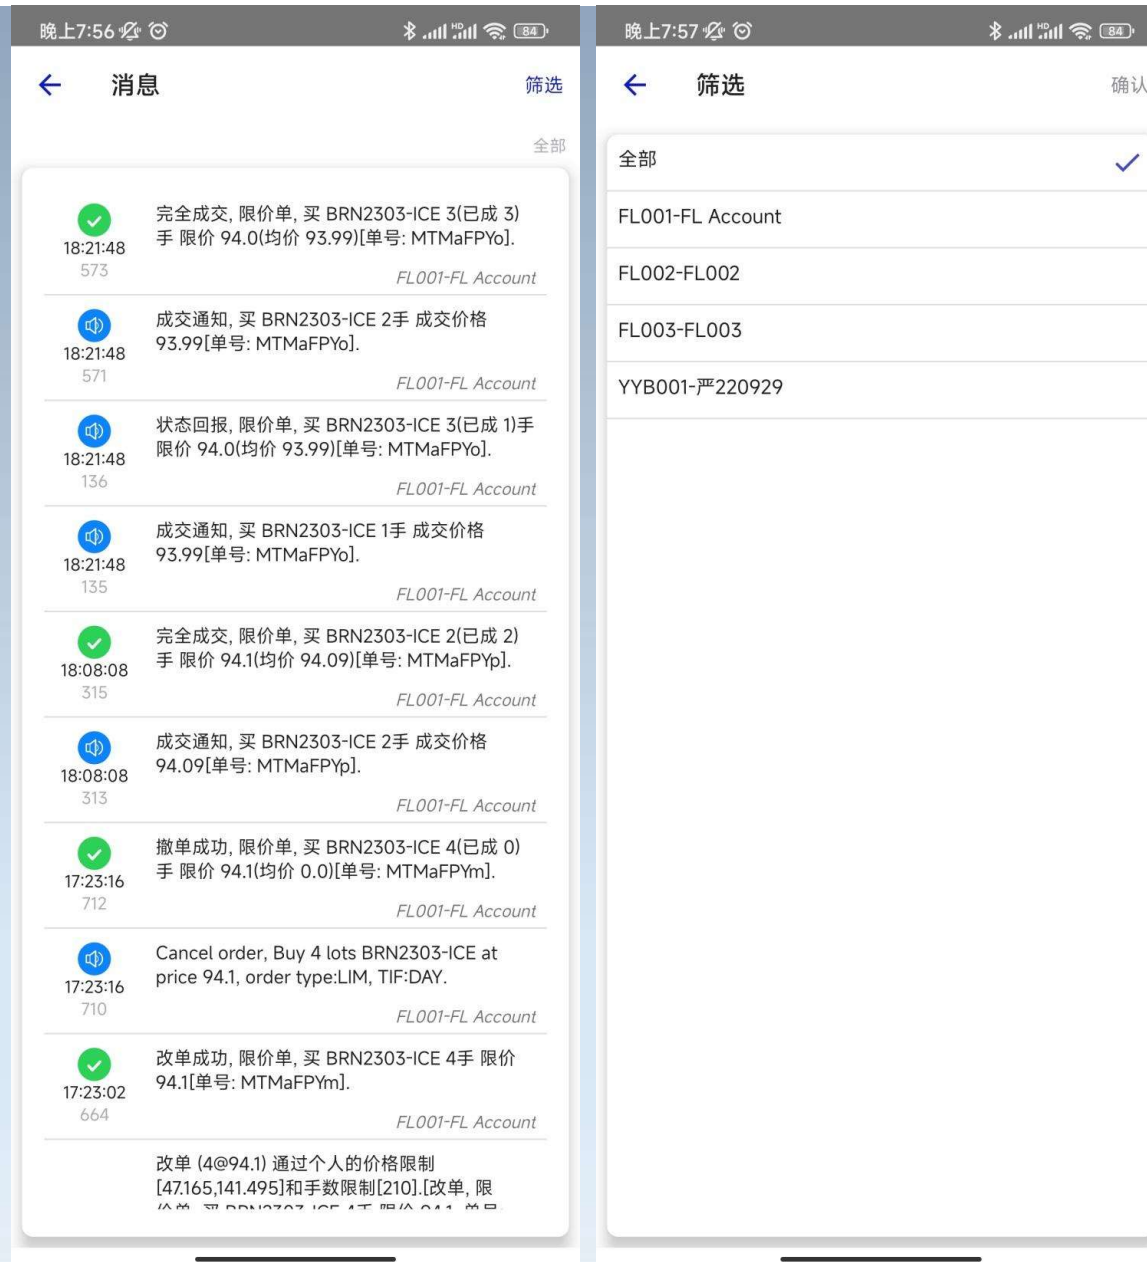 晚上7:56
HD
84
消息
筛选
全部
完全成交, 限价单, 买 BRN2303-ICE 3(已成 3)
手 限价 94.0(均价 93.99)[单号: MTMaFPYo].
18:21:48
573
FL001-FL Account
成交通知, 买 BRN2303-ICE 2手 成交价格
93.99[单号: MTMaFPYo].
18:21:48
571
FL001-FL Account
状态回报, 限价单, 买 BRN2303-ICE 3(已成 1)手
限价 94.0(均价 93.99)[单号: MTMaFPYo].
18:21:48
136
FL001-FL Account
成交通知, 买 BRN2303-ICE 1手 成交价格
93.99[单号: MTMaFPYo].
18:21:48
135
FL001-FL Account
完全成交, 限价单, 买 BRN2303-ICE 2(已成 2)
手 限价 94.1(均价 94.09)[单号: MTMaFPYp].
18:08:08
315
FL001-FL Account
成交通知, 买 BRN2303-ICE 2手 成交价格
94.09[单号: MTMaFPYp].
18:08:08
313
FL001-FL Account
撤单成功, 限价单, 买 BRN2303-ICE 4(已成 0)
手 限价 94.1(均价 0.0)[单号: MTMaFPYm].
17:23:16
712
FL001-FL Account
Cancel order, Buy 4 lots BRN2303-ICE at
price 94.1, order type:LIM, TIF:DAY.
17:23:16
710
FL001-FL Account
改单成功, 限价单, 买 BRN2303-ICE 4手 限价
94.1[单号: MTMaFPYm].
17:23:02
664
FL001-FL Account
改单 (4@94.1) 通过个人的价格限制
[47.165,141.495]和手数限制[210].[改单, 限
价单, 买 BRN2303-ICE 4手 限价 94.1, 单号:
晚上7:57
HD
84
筛选
确认
全部
FL001-FL Account
FL002-FL002
FL003-FL003
YYB001-严220929